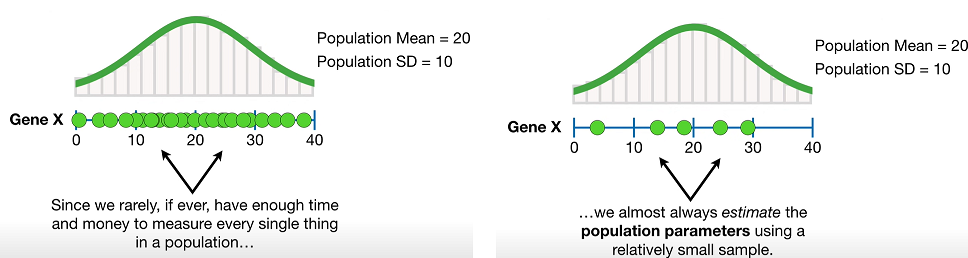 Population Mean = 20
Population SD = 10
Gene X
0 10 20 30 40
Since we rarely, if ever, have enough time
and money to measure every single thing
in a population…
Population Mean = 20
Population SD = 10
Gene X
0 10 20 30 40
…we almost always estimate the
population parameters using a
relatively small sample.